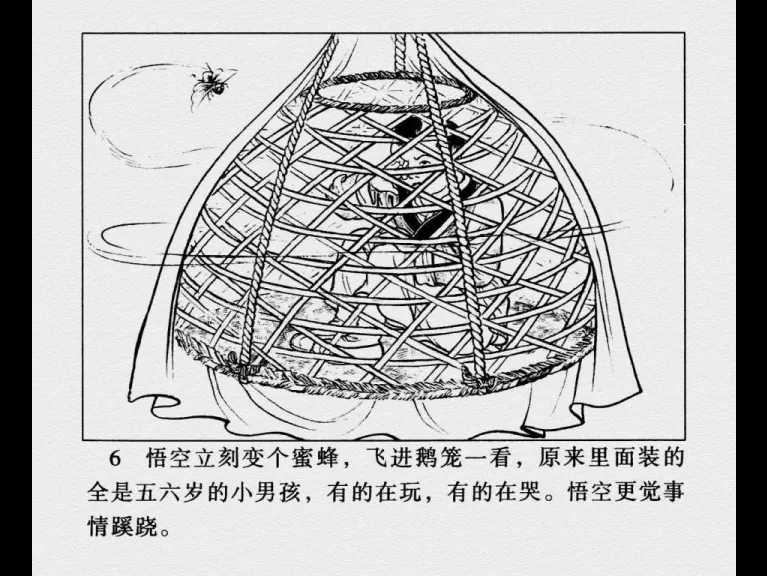 6 悟空立刻变个蜜蜂，飞进鹅笼一看，原来里面装的
全是五六岁的小男孩，有的在玩，有的在哭。悟空更觉事
情蹊跷。